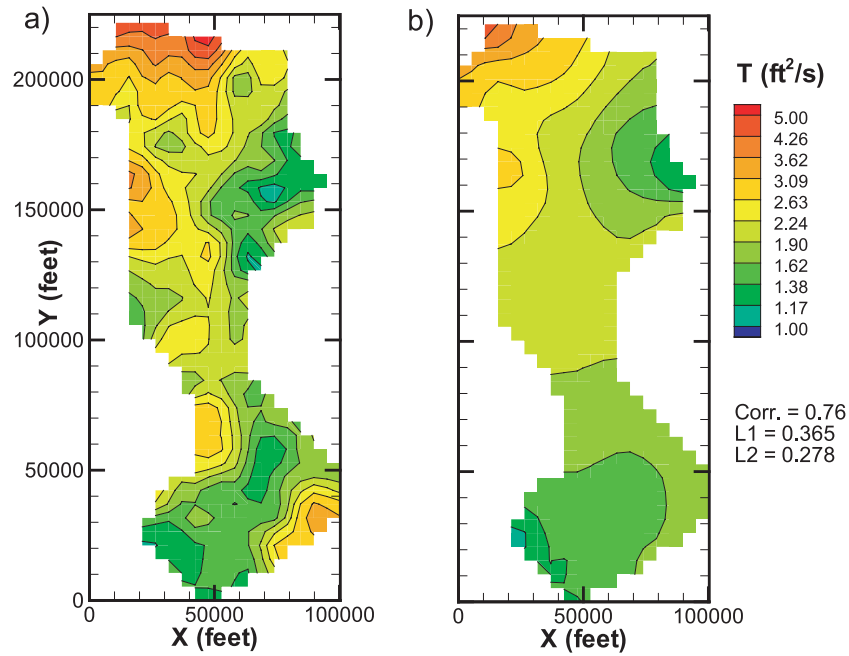 a)
b)
T (ft²/s)
5.00
4.26
3.62
3.09
2.63
2.24
1.90
1.62
1.38
1.17
1.00
Corr. = 0.76
L1 = 0.365
L2 = 0.278
Y (feet)
200000
150000
100000
50000
0
0 50000 100000
X (feet)
0 50000 100000
X (feet)